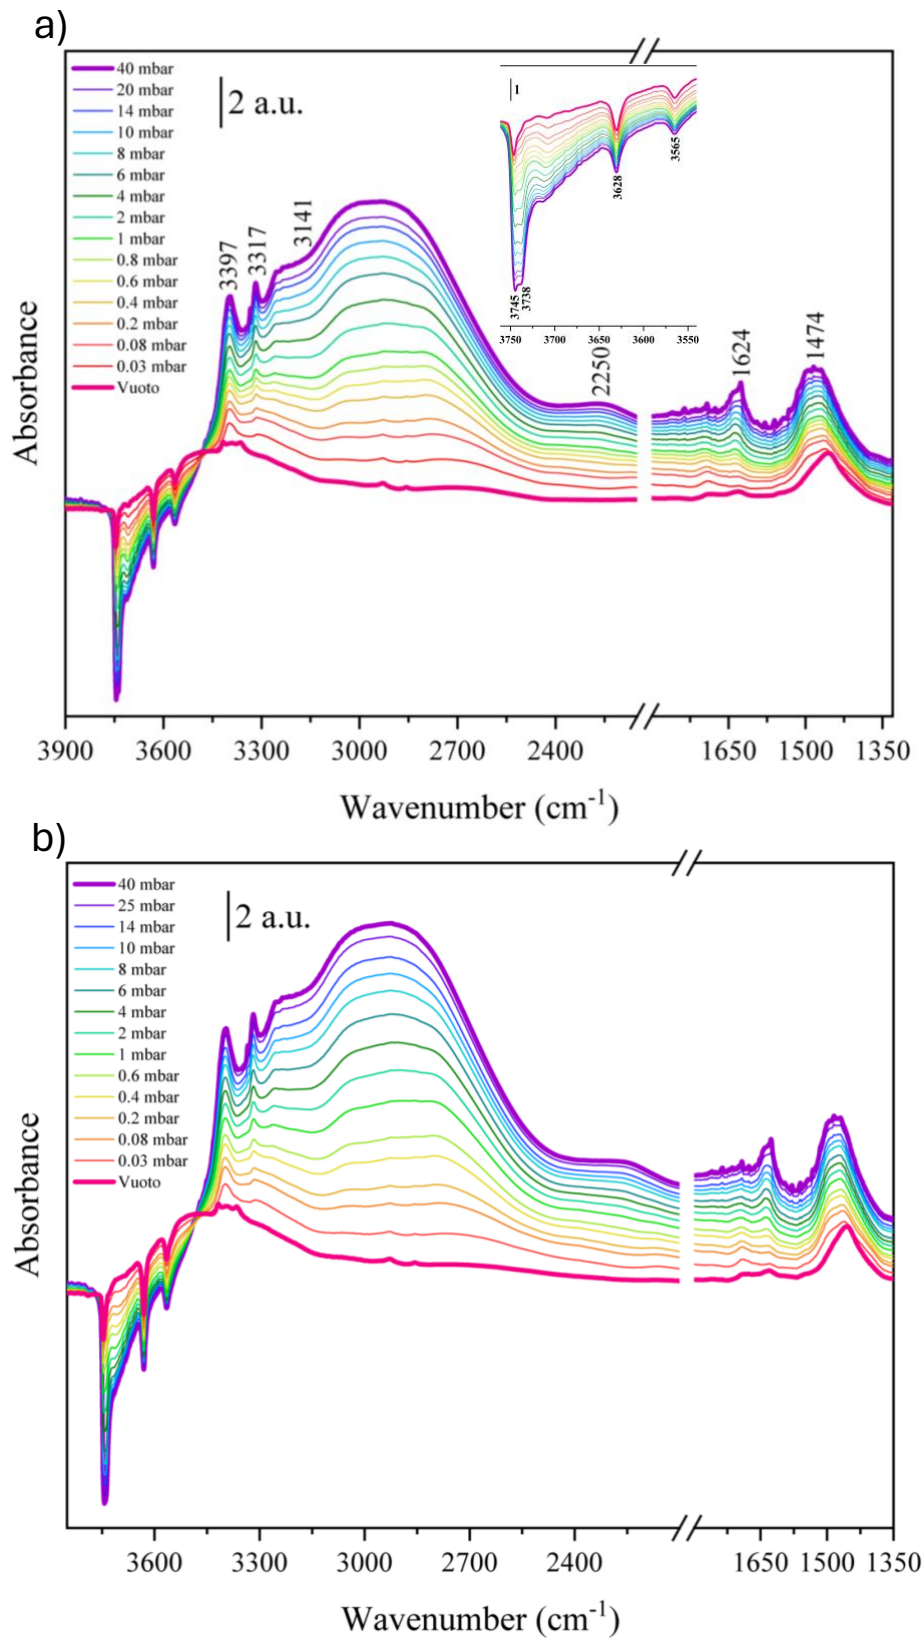 a)
40 mbar
20 mbar
14 mbar
10 mbar
8 mbar
6 mbar
4 mbar
2 mbar
1 mbar
0.8 mbar
0.6 mbar
0.4 mbar
0.2 mbar
0.08 mbar
0.03 mbar
Vuoto
2 a.u.
1
3745
3738
3628
3565
3750 3700 3650 3600 3550
3397
3317
3141
2250
1624
1474
Absorbance
3900 3600 3300 3000 2700 2400 1650 1500 1350
Wavenumber (cm⁻¹)
b)
40 mbar
25 mbar
14 mbar
10 mbar
8 mbar
6 mbar
4 mbar
2 mbar
1 mbar
0.6 mbar
0.4 mbar
0.2 mbar
0.08 mbar
0.03 mbar
Vuoto
2 a.u.
Absorbance
3600 3300 3000 2700 2400 1650 1500 1350
Wavenumber (cm⁻¹)